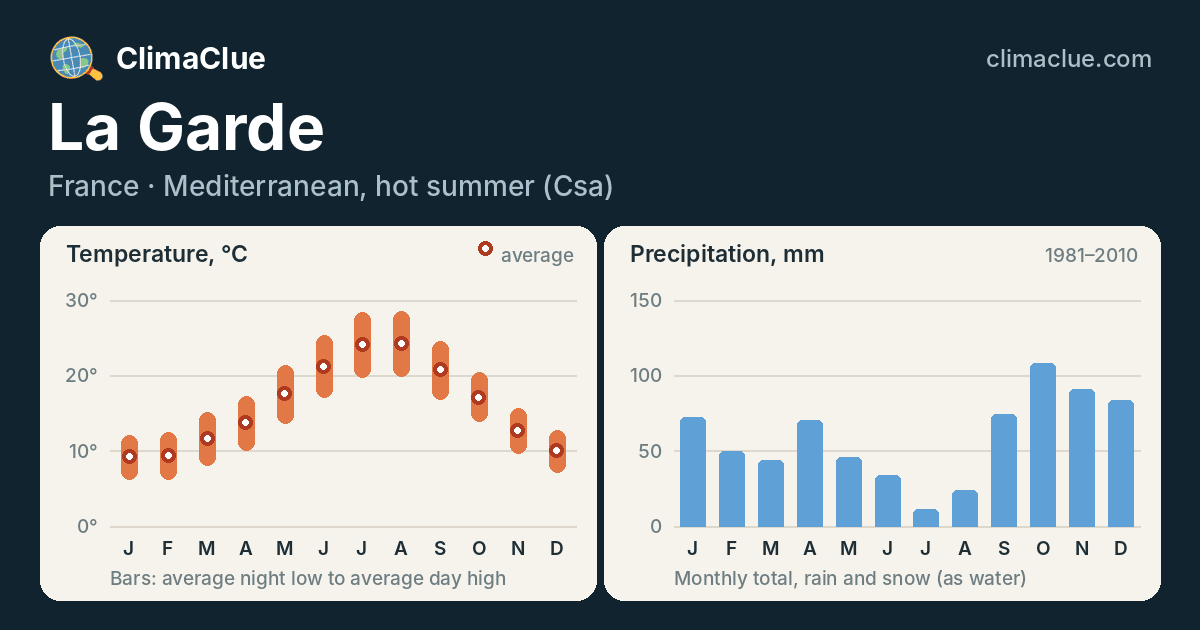 ClimaClue
climaclue.com
La Garde
France · Mediterranean, hot summer (Csa)
Temperature, °C
average
30°
20°
10°
0°
J F M A M J J A S O N D
Bars: average night low to average day high
Precipitation, mm
1981–2010
150
100
50
0
J F M A M J J A S O N D
Monthly total, rain and snow (as water)